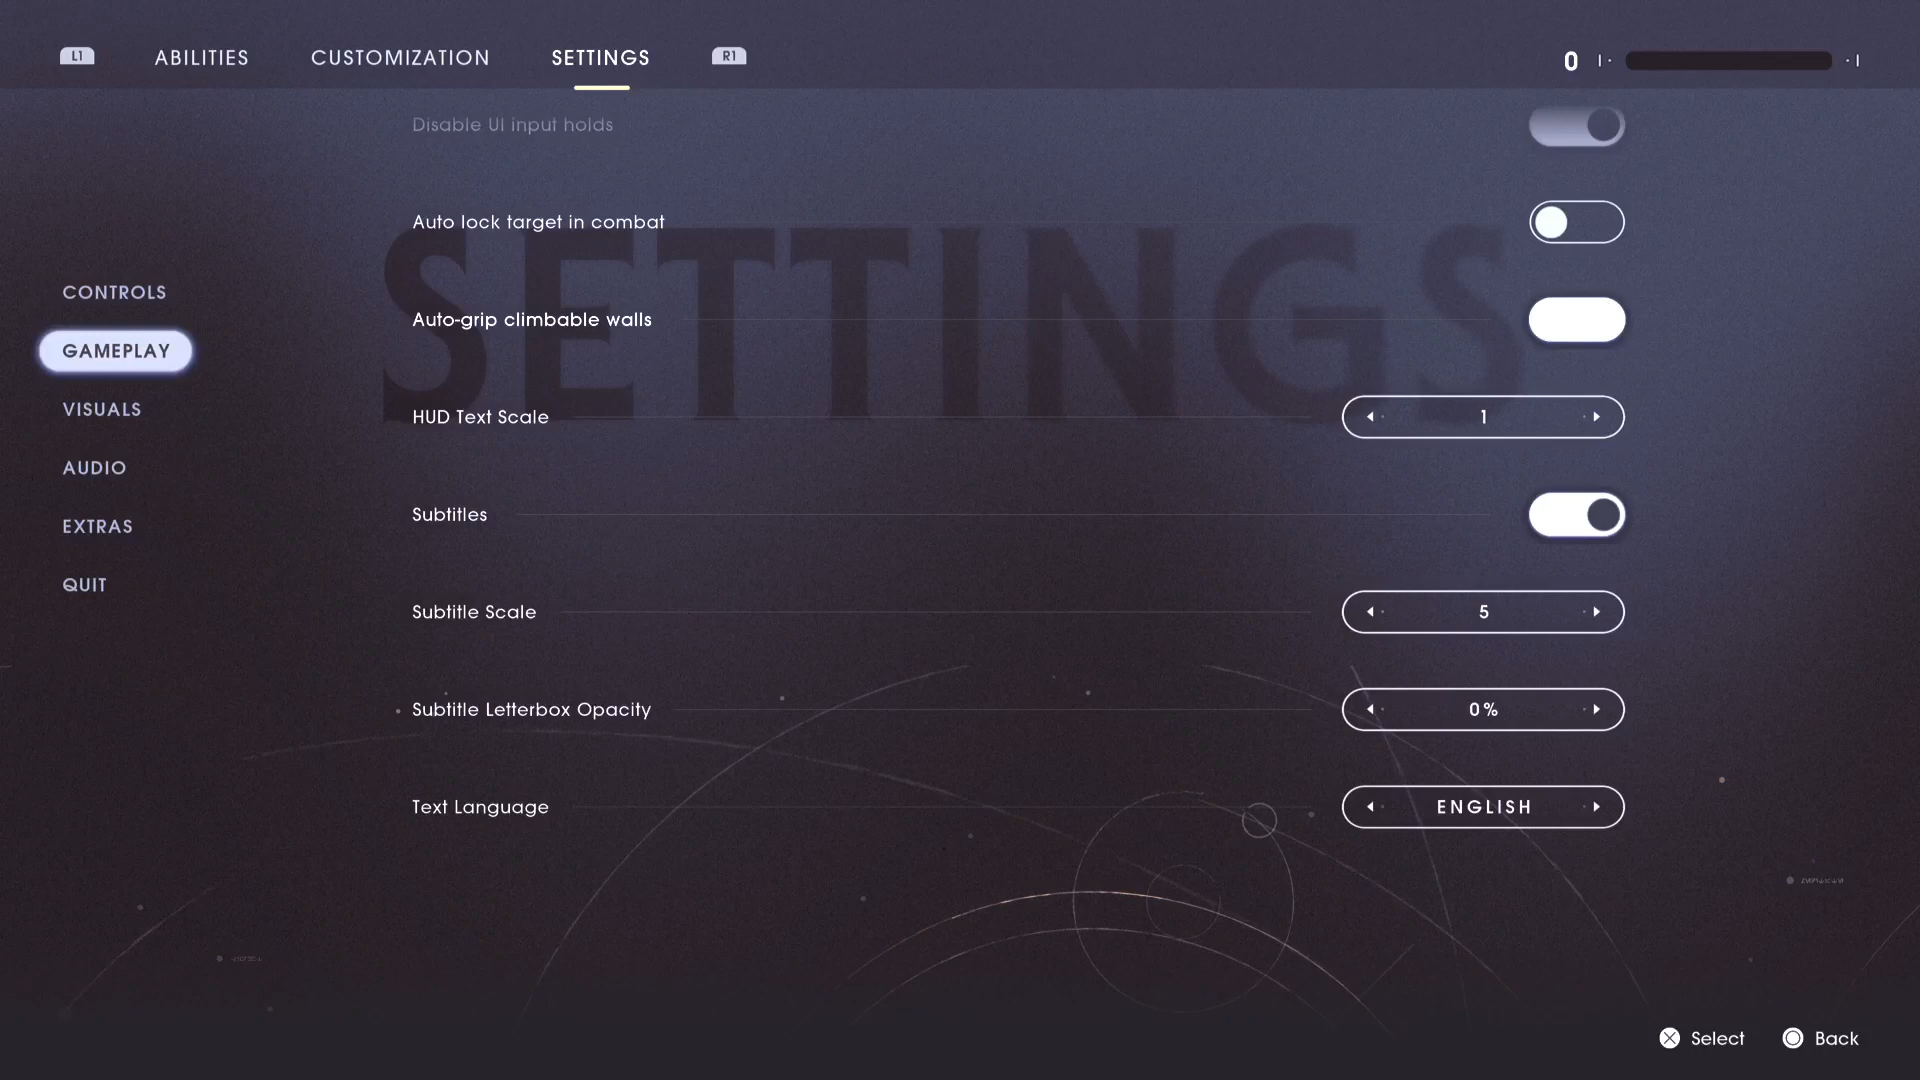 L1 ABILITIES CUSTOMIZATION SETTINGS R1 0
SETTINGS
Disable UI input holds
Auto lock target in combat
Auto-grip climbable walls
HUD Text Scale 1
Subtitles
Subtitle Scale 5
Subtitle Letterbox Opacity 0%
Text Language ENGLISH
CONTROLS
GAMEPLAY
VISUALS
AUDIO
EXTRAS
QUIT
Select Back